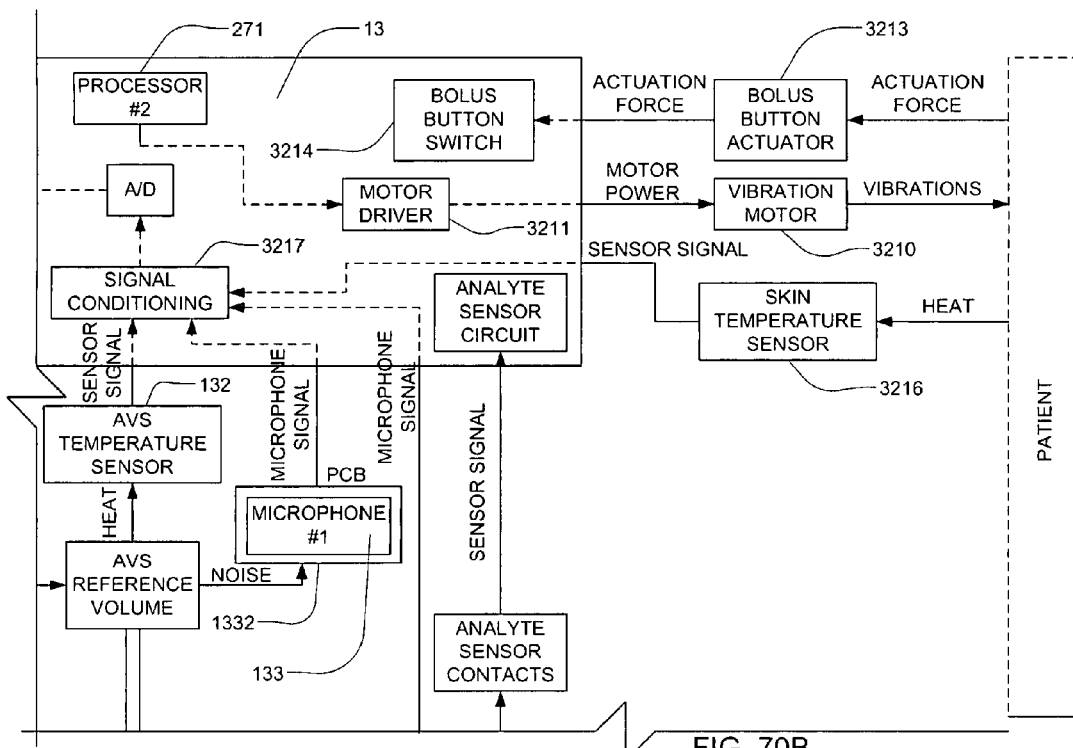 271
13
3213
PROCESSOR
#2
BOLUS
BUTTON
SWITCH
3214
ACTUATION
FORCE
BOLUS
BUTTON
ACTUATOR
ACTUATION
FORCE
A/D
MOTOR
DRIVER
3211
MOTOR
POWER
VIBRATION
MOTOR
3210
VIBRATIONS
3217
SENSOR SIGNAL
SIGNAL
CONDITIONING
ANALYTE
SENSOR
CIRCUIT
SKIN
TEMPERATURE
SENSOR
3216
HEAT
SENSOR
SIGNAL
132
MICROPHONE
SIGNAL
MICROPHONE
SIGNAL
AVS
TEMPERATURE
SENSOR
HEAT
PCB
MICROPHONE
#1
SENSOR SIGNAL
PATIENT
AVS
REFERENCE
VOLUME
NOISE
1332
133
ANALYTE
SENSOR
CONTACTS
FIG. 70B